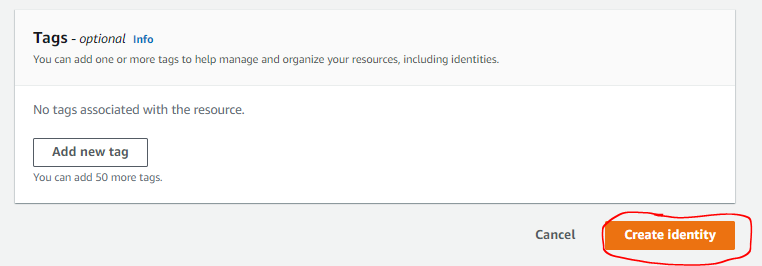 Tags - optional Info
You can add one or more tags to help manage and organize your resources, including identities.
No tags associated with the resource.
Add new tag
You can add 50 more tags.
Cancel
Create identity